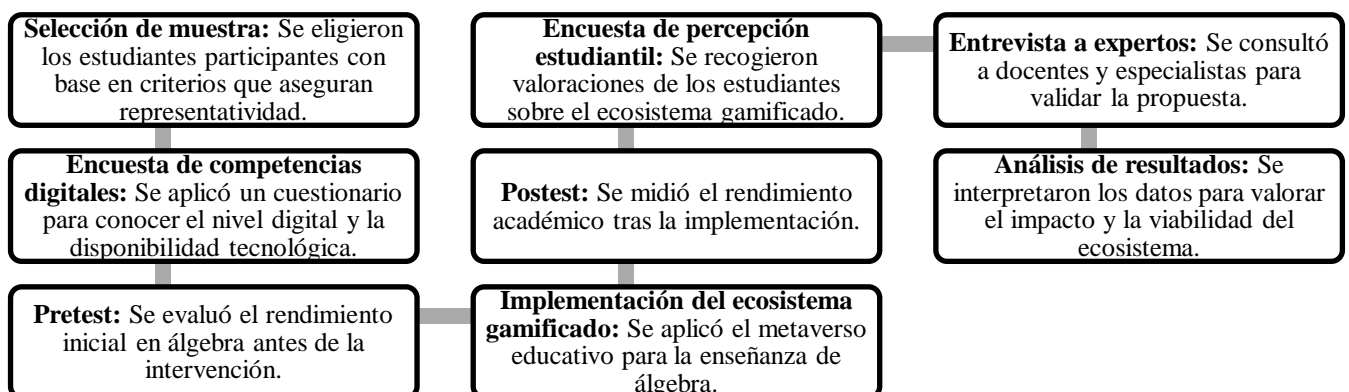 Selección de muestra: Se eligieron
los estudiantes participantes con
base en criterios que aseguran
representatividad.
Encuesta de competencias
digitales: Se aplicó un cuestionario
para conocer el nivel digital y la
disponibilidad tecnológica.
Pretest: Se evaluó el rendimiento
inicial en álgebra antes de la
intervención.
Implementación del ecosistema
gamificado: Se aplicó el metaverso
educativo para la enseñanza de
álgebra.
Postest: Se midió el rendimiento
académico tras la implementación.
Encuesta de percepción
estudiantil: Se recogieron
valoraciones de los estudiantes
sobre el ecosistema gamificado.
Entrevista a expertos: Se consultó
a docentes y especialistas para
validar la propuesta.
Análisis de resultados: Se
interpretaron los datos para valorar
el impacto y la viabilidad del
ecosistema.